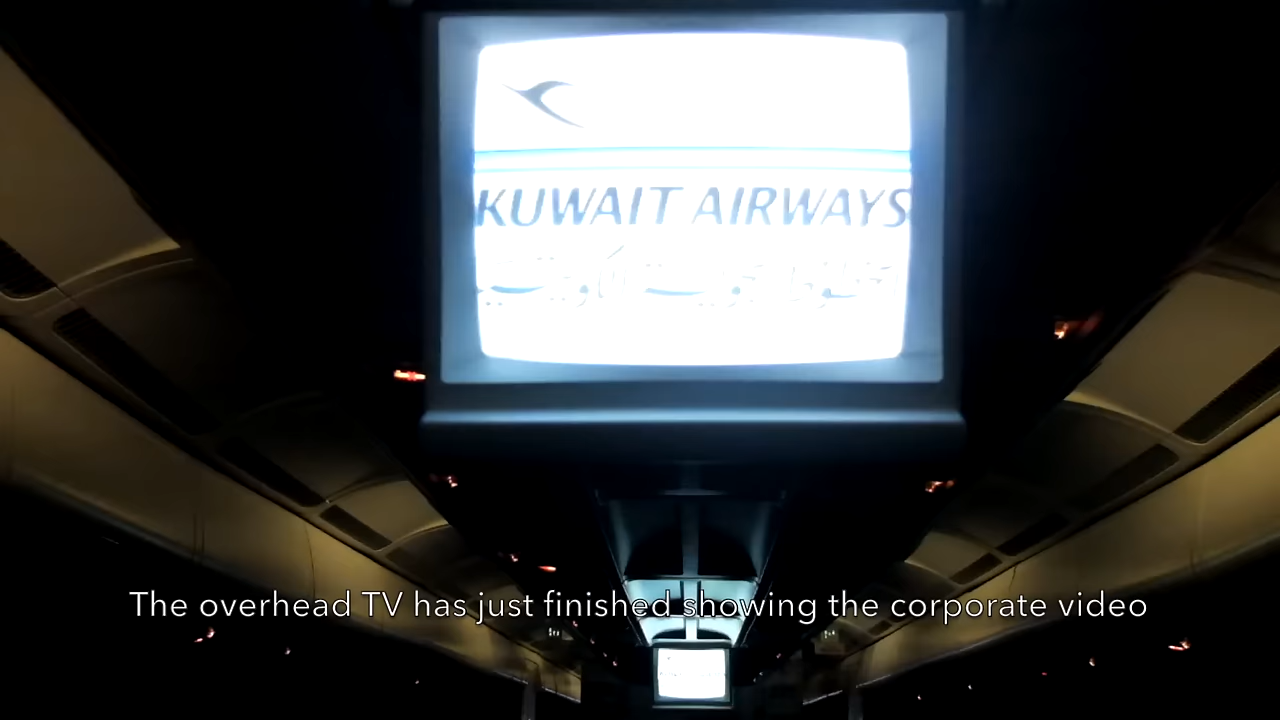 KUWAIT AIRWAYS
The overhead TV has just finished showing the corporate video